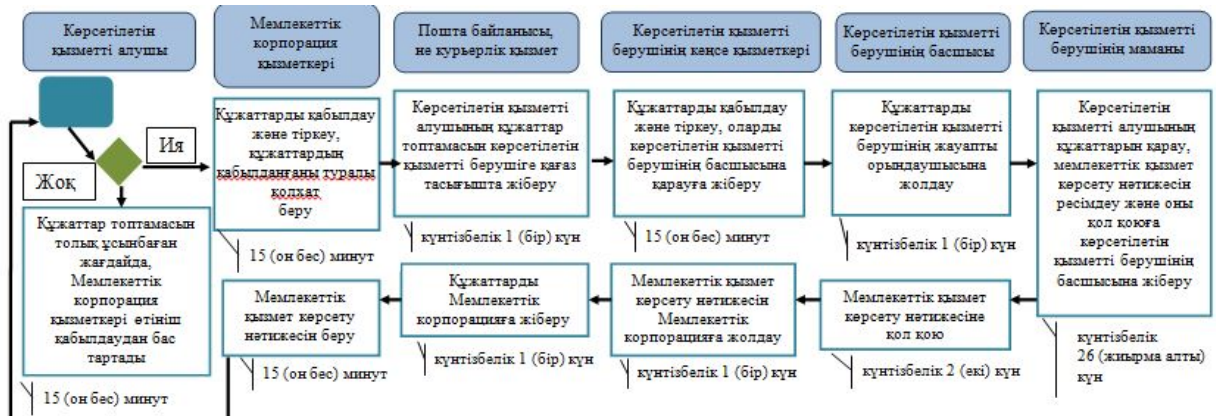 Көрсетілетін
қызметті алушы
Мемлекеттік
корпорация
қызметкері
Пошта байланысы,
не курьерлік қызмет
Көрсетілетін қызметті
берушінің кеңсе қызметкері
Көрсетілетін қызметті
берушінің басшысы
Көрсетілетін қызметті
берушінің маманы
Ия
Жоқ
Құжаттар топтамасын
толық ұсынбаған
жағдайда,
Мемлекеттік
корпорация
қызметкері өтініш
қабылдаудан бас
тартады
15 (он бес) минут
Құжаттарды қабылдау
және тіркеу,
құжаттардың
қабылданғаны туралы
қолхат
беру
15 (он бес) минут
Көрсетілетін қызметті
алушының құжаттар
топтамасын көрсетілетін
қызметті берушіге қағаз
тасығышта жіберу
күнтізбелік 1 (бір) күн
Құжаттарды қабылдау
және тіркеу, оларды
көрсетілетін қызметті
берушінің басшысына
қарауға жіберу
15 (он бес) минут
Құжаттарды
көрсетілетін қызметті
берушінің жауапты
орындаушысына
жолдау
күнтізбелік 1 (бір) күн
Көрсетілетін
қызметті алушының
құжаттарын қарау,
мемлекеттік қызмет
көрсету нәтижесін
ресімдеу және оны
қол қоюға
көрсетілетін
қызметті берушінің
басшысына жіберу
күнтізбелік
26 (жиырма алты)
күн
Мемлекеттік қызмет
көрсету нәтижесіне
қол қою
күнтізбелік 2 (екі) күн
Мемлекеттік қызмет
көрсету нәтижесін
Мемлекеттік
корпорацияға жолдау
күнтізбелік 1 (бір) күн
Құжаттарды
Мемлекеттік
корпорацияға жіберу
күнтізбелік 1 (бір) күн
Мемлекеттік
қызмет көрсету
нәтижесін беру
15 (он бес) минут